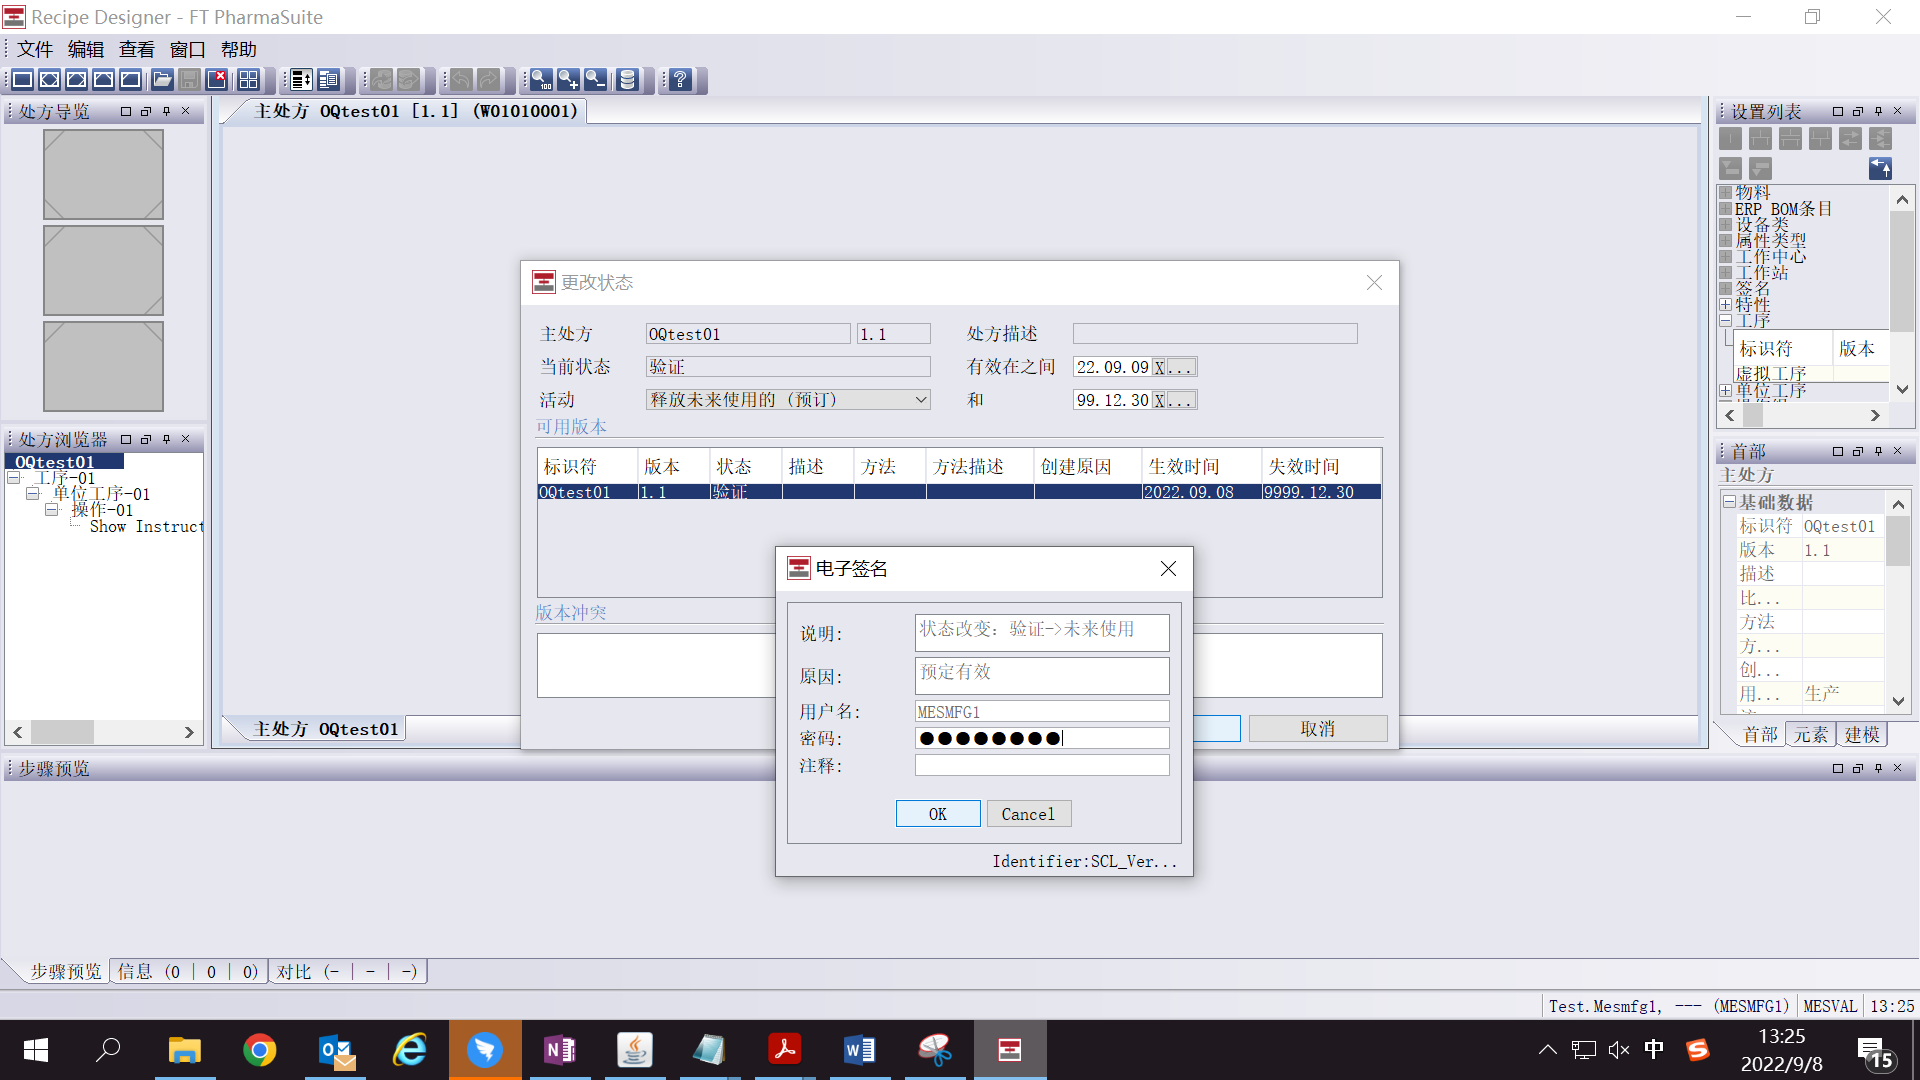 Recipe Designer - FT PharmaSuite
文件 编辑 查看 窗口 帮助
处方导览
主处方 OQtest01 [1.1] (W01010001)
设置列表
物料
ERP BOM条目
设备类
属性类型
工作中心
工作站
签名
特性
工序
标识符 版本
虚拟工序
单位工序
处方浏览器
OQtest01
工序-01
单位工序-01
操作-01
Show Instruct
更改状态
主处方 OQtest01 1.1 处方描述
当前状态 验证 有效在之间 22.09.09 X ...
活动 释放未来使用的 (预订) 和 99.12.30 X ...
可用版本
标识符 版本 状态 描述 方法 方法描述 创建原因 生效时间 失效时间
OQtest01 1.1 验证 2022.09.08 9999.12.30
版本冲突
取消
电子签名
说明: 状态改变: 验证->未来使用
原因: 预定有效
用户名: MESMFG1
密码: ●●●●●●●●
注释:
OK Cancel
Identifier:SCL_Ver...
首部
主处方
基础数据
标识符 OQtest01
版本 1.1
描述
比...
方法
方...
创...
用... 生产
首部 元素 建模
主处方 OQtest01
步骤预览
步骤预览 信息 (0 | 0 | 0) 对比 (- | - | -)
Test.Mesmfg1, --- (MESMFG1) MESVAL 13:25
中
13:25
2022/9/8
15